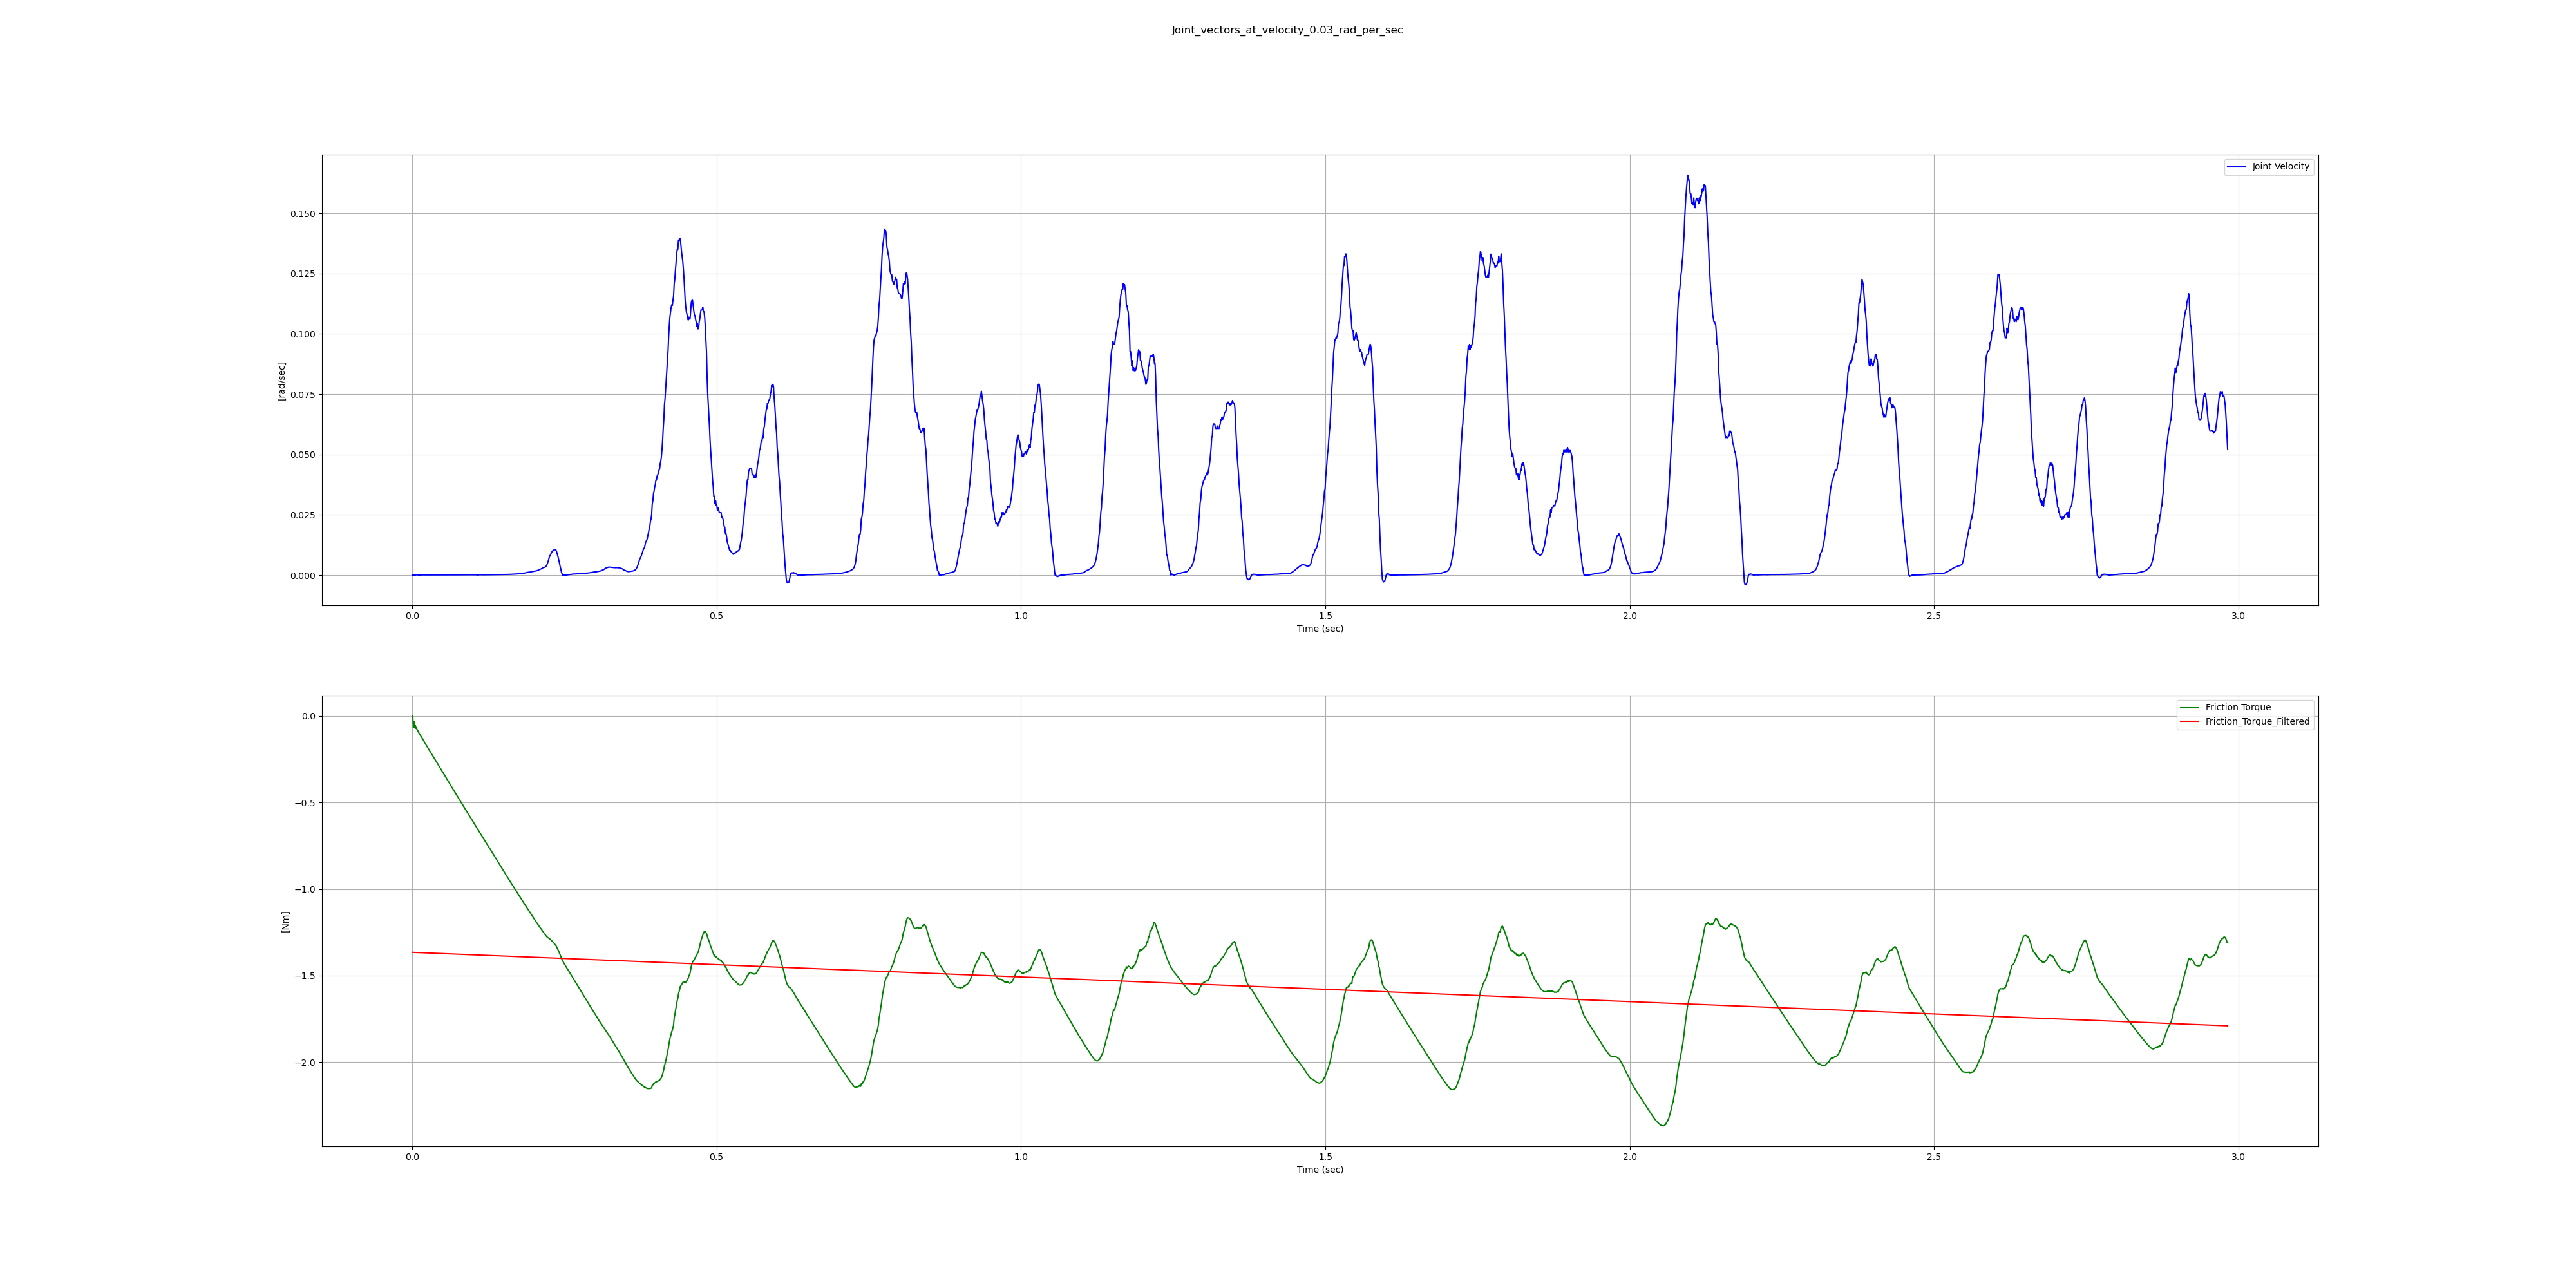 Joint_vectors_at_velocity_0.03_rad_per_sec
Joint Velocity
0.150
0.125
0.100
0.075
0.050
0.025
0.000
[rad/sec]
0.0 0.5 1.0 1.5 2.0 2.5 3.0
Time (sec)
Friction Torque
Friction_Torque_Filtered
0.0
−0.5
−1.0
−1.5
−2.0
[Nm]
0.0 0.5 1.0 1.5 2.0 2.5 3.0
Time (sec)